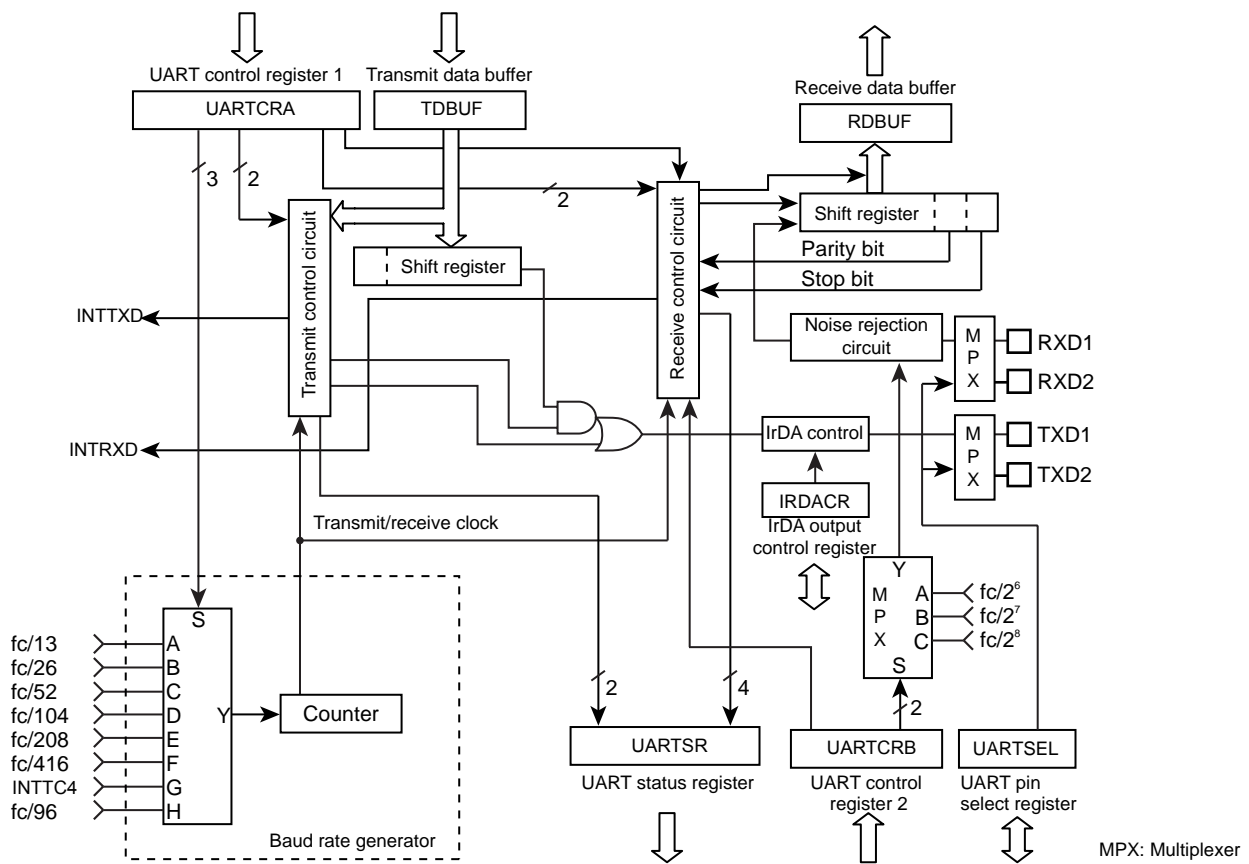 UART control register 1
Transmit data buffer
Receive data buffer
UARTCRA
TDBUF
RDBUF
3
2
2
Transmit control circuit
Receive control circuit
Shift register
Shift register
Parity bit
Stop bit
INTTXD
INTRXD
Noise rejection
circuit
M
P
X
RXD1
RXD2
IrDA control
M
P
X
TXD1
TXD2
IRDACR
IrDA output
control register
Transmit/receive clock
Y
M
P
X
A
B
C
S
fc/2⁶
fc/2⁷
fc/2⁸
2
S
fc/13
fc/26
fc/52
fc/104
fc/208
fc/416
INTTC4
fc/96
A
B
C
D
E
F
G
H
Y
Counter
Baud rate generator
2
4
UARTSR
UART status register
UARTCRB
UART control
register 2
UARTSEL
UART pin
select register
MPX: Multiplexer